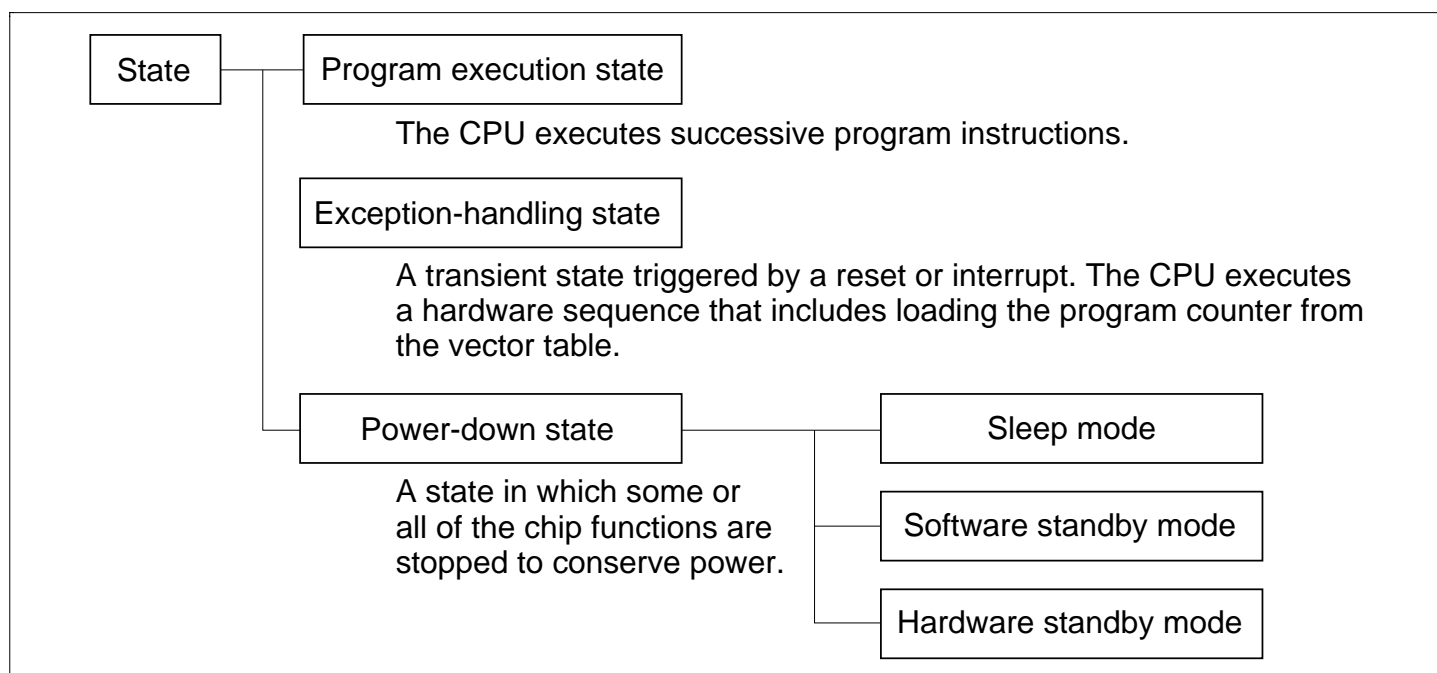 State
Program execution state
The CPU executes successive program instructions.
Exception-handling state
A transient state triggered by a reset or interrupt. The CPU executes
a hardware sequence that includes loading the program counter from
the vector table.
Power-down state
Sleep mode
A state in which some or
all of the chip functions are
stopped to conserve power.
Software standby mode
Hardware standby mode